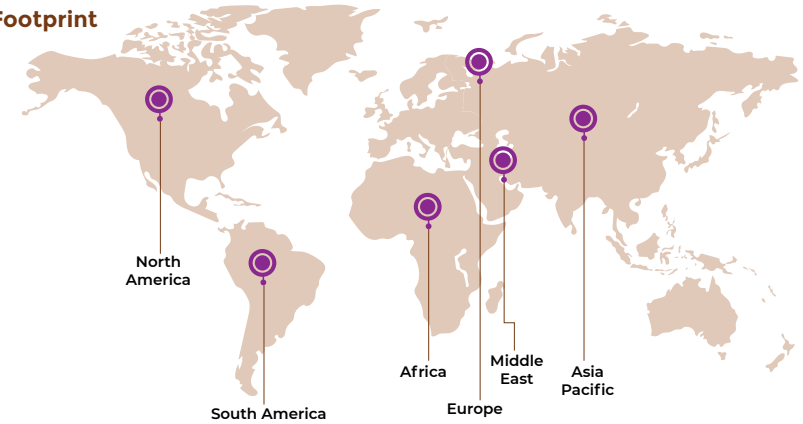 Footprint
North
America
South America
Africa
Europe
Middle
East
Asia
Pacific